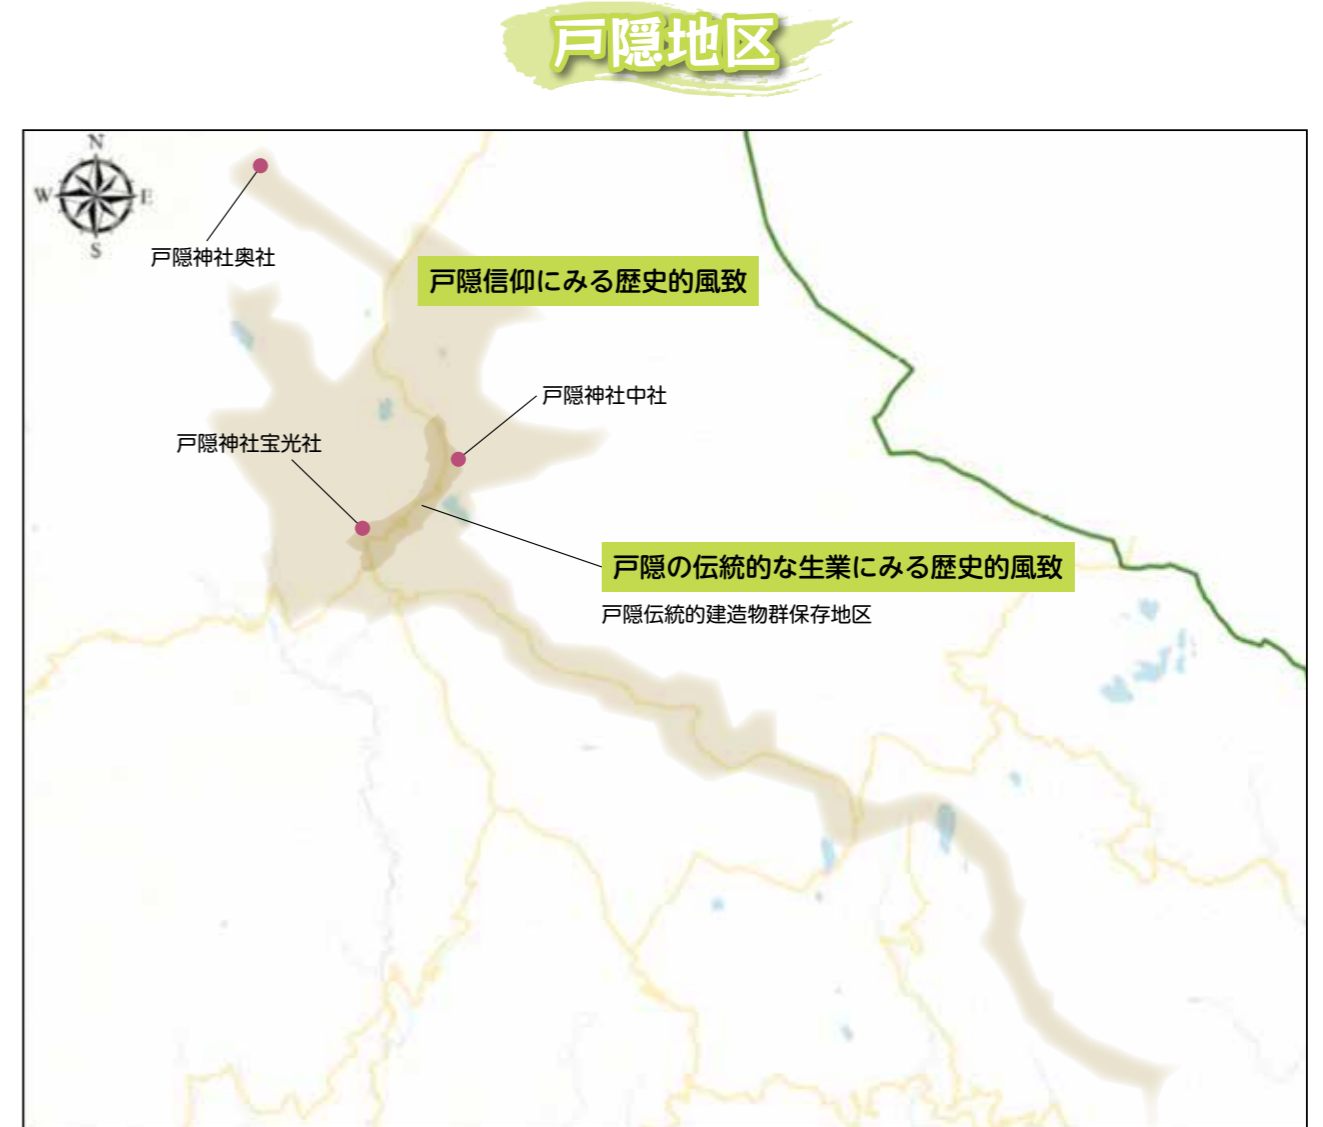 戸隠地区
N
W
E
S
戸隠神社奥社
戸隠信仰にみる歴史的風致
戸隠神社中社
戸隠神社宝光社
戸隠の伝統的な生業にみる歴史的風致
戸隠伝統的建造物群保存地区